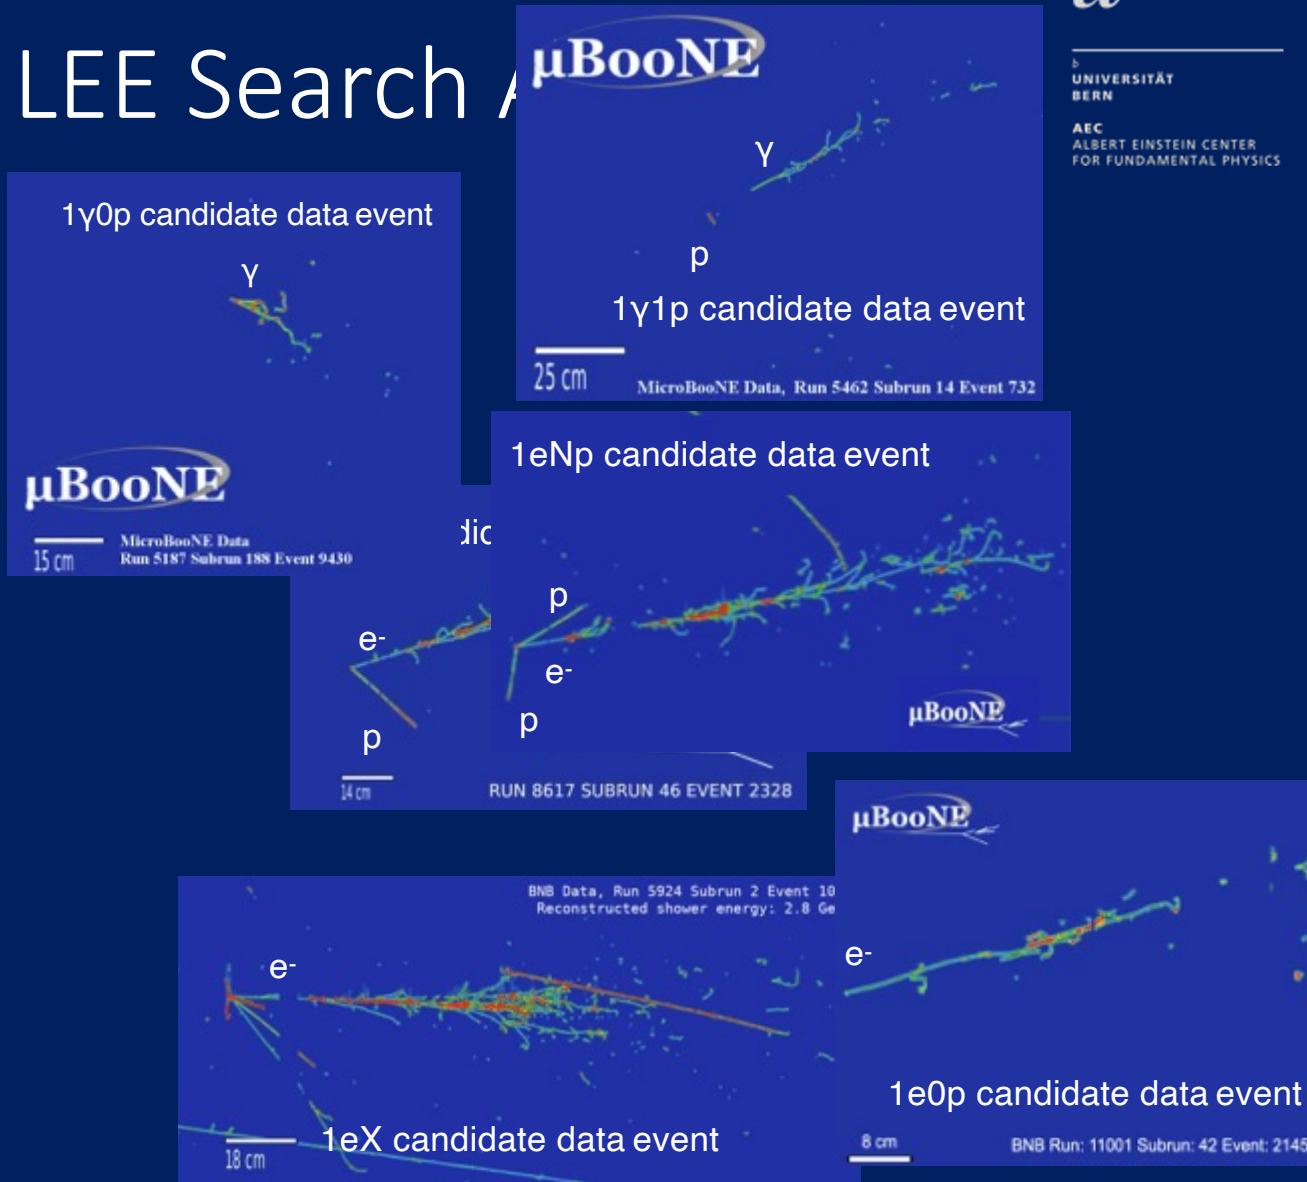 LEE Search
µBooNE
γ
p
1γ1p candidate data event
25 cm
MicroBooNE Data, Run 5462 Subrun 14 Event 732
b
UNIVERSITÄT
BERN
AEC
ALBERT EINSTEIN CENTER
FOR FUNDAMENTAL PHYSICS
1γ0p candidate data event
γ
µBooNE
15 cm
MicroBooNE Data
Run 5187 Subrun 188 Event 9430
1eNp candidate data event
p
e-
p
µBooNE
e-
p
14 cm
RUN 8617 SUBRUN 46 EVENT 2328
BNB Data, Run 5924 Subrun 2 Event 10
Reconstructed shower energy: 2.8 Ge
e-
1eX candidate data event
18 cm
µBooNE
e-
1e0p candidate data event
8 cm
BNB Run: 11001 Subrun: 42 Event: 2145